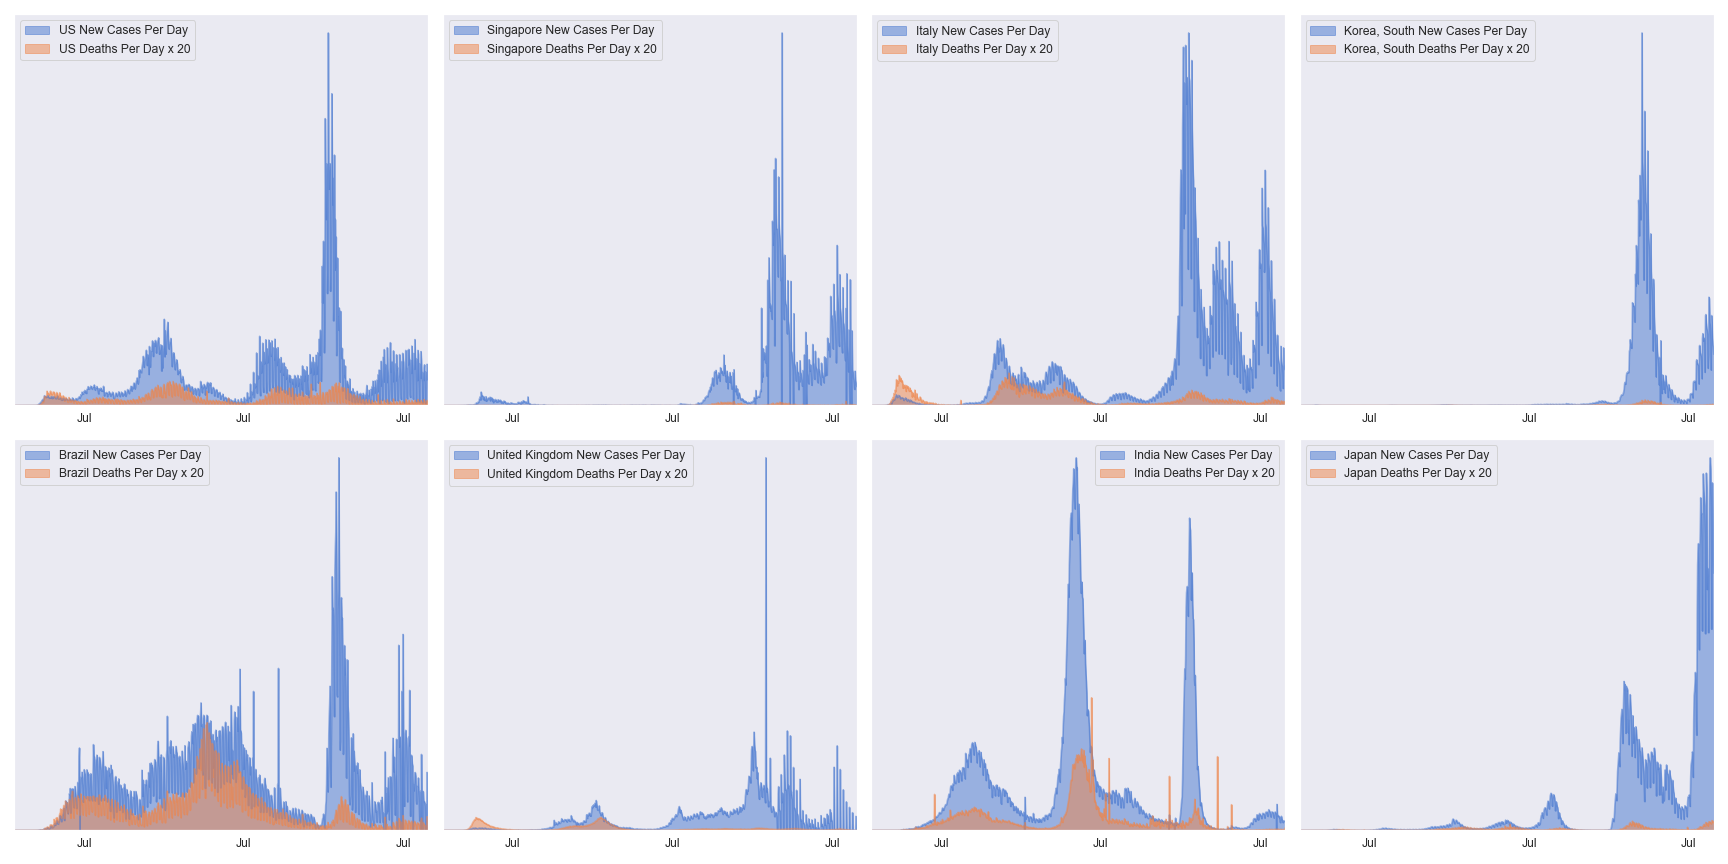 US New Cases Per Day
US Deaths Per Day x 20
Singapore New Cases Per Day
Singapore Deaths Per Day x 20
Italy New Cases Per Day
Italy Deaths Per Day x 20
Korea, South New Cases Per Day
Korea, South Deaths Per Day x 20
Jul Jul Jul
Jul Jul Jul
Jul Jul Jul
Jul Jul Jul
Brazil New Cases Per Day
Brazil Deaths Per Day x 20
United Kingdom New Cases Per Day
United Kingdom Deaths Per Day x 20
India New Cases Per Day
India Deaths Per Day x 20
Japan New Cases Per Day
Japan Deaths Per Day x 20
Jul Jul Jul
Jul Jul Jul
Jul Jul Jul
Jul Jul Jul